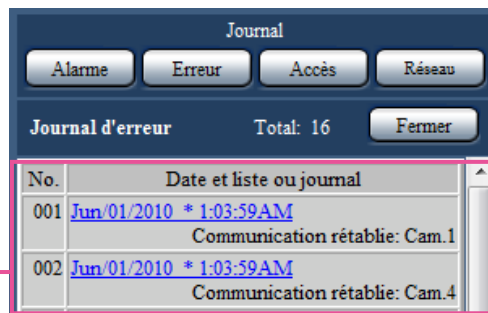 Journal
Alarme Erreur Accès Réseau
Journal d'erreur Total: 16 Fermer
No. Date et liste ou journal
001 Jun/01/2010 * 1:03:59AM
Communication rétablie: Cam.1
002 Jun/01/2010 * 1:03:59AM
Communication rétablie: Cam.4